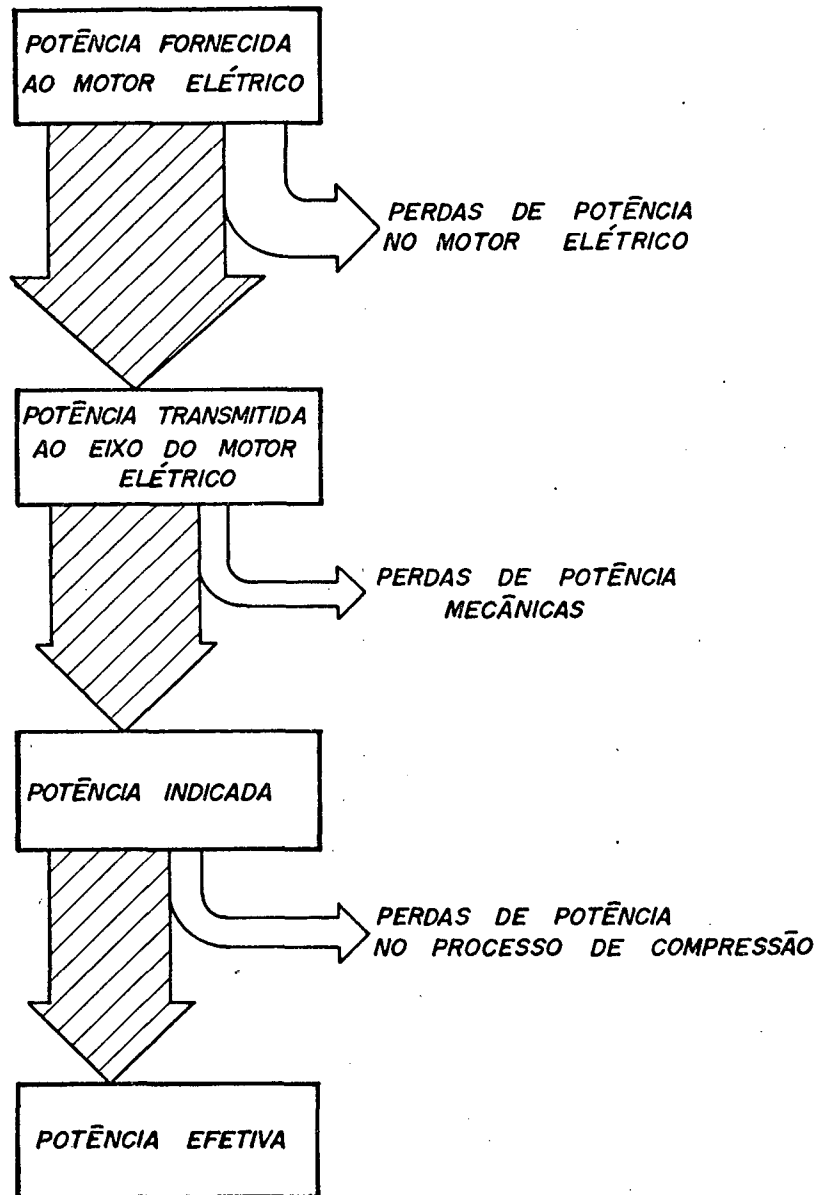 POTÊNCIA FORNECIDA
AO MOTOR ELÉTRICO
PERDAS DE POTÊNCIA
NO MOTOR ELÉTRICO
POTÊNCIA TRANSMITIDA
AO EIXO DO MOTOR
ELÉTRICO
PERDAS DE POTÊNCIA
MECÂNICAS
POTÊNCIA INDICADA
PERDAS DE POTÊNCIA
NO PROCESSO DE COMPRESSÃO
POTÊNCIA EFETIVA